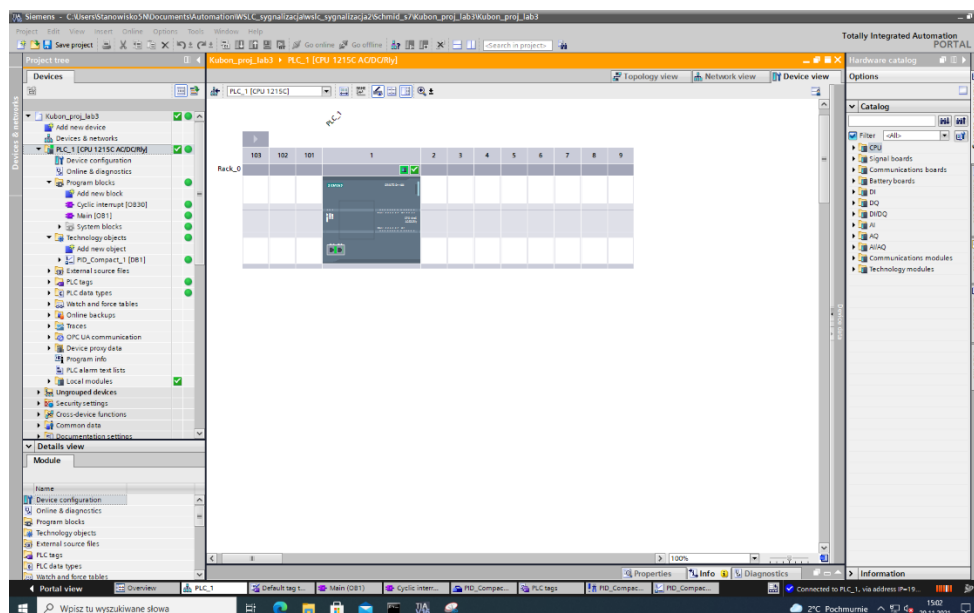 Siemens - C:\Users\Stanowisko5N\Documents\Automation\WSLC_sygnalizacja\wslc_sygnalizacja2\Schmid_s7\Kubon_proj_lab3\Kubon_proj_lab3
Project Edit View Insert Online Options Tools Window Help
Totally Integrated Automation
PORTAL
Save project
Go online
Go offline
<Search in project>
Project tree
Kubon_proj_lab3 ▸ PLC_1 [CPU 1215C AC/DC/Rly]
Hardware catalog
Devices
Topology view
Network view
Device view
Options
PLC_1 [CPU 1215C]
Catalog
Filter <All>
Devices & networks
Kubon_proj_lab3
Add new device
Devices & networks
PLC_1 [CPU 1215C AC/DC/Rly]
Device configuration
Online & diagnostics
Program blocks
Add new block
Cyclic interrupt [OB30]
Main [OB1]
System blocks
Technology objects
Add new object
PID_Compact_1 [DB1]
External source files
PLC tags
PLC data types
Watch and force tables
Online backups
Traces
OPC UA communication
Device proxy data
Program info
PLC alarm text lists
Local modules
Ungrouped devices
Security settings
Cross-device functions
Common data
Documentation settings
PLC_1
103 102 101 1 2 3 4 5 6 7 8 9
Rack_0
SIEMENS
CPU
Signal boards
Communications boards
Battery boards
DI
DQ
DI/DQ
AI
AQ
AI/AQ
Communications modules
Technology modules
Details view
Module
Name
Device configuration
Online & diagnostics
Program blocks
Technology objects
External source files
PLC tags
PLC data types
Watch and force tables
100%
Properties
Info
Diagnostics
Information
Portal view
Overview
PLC_1
Default tag t...
Main (OB1)
Cyclic interr...
PID_Compac...
PLC tags
PID_Compac...
PID_Compac...
Connected to PLC_1, via address IP=19...
Wpisz tu wyszukiwane słowa
2°C Pochmurnie
15:02
20.11.2021